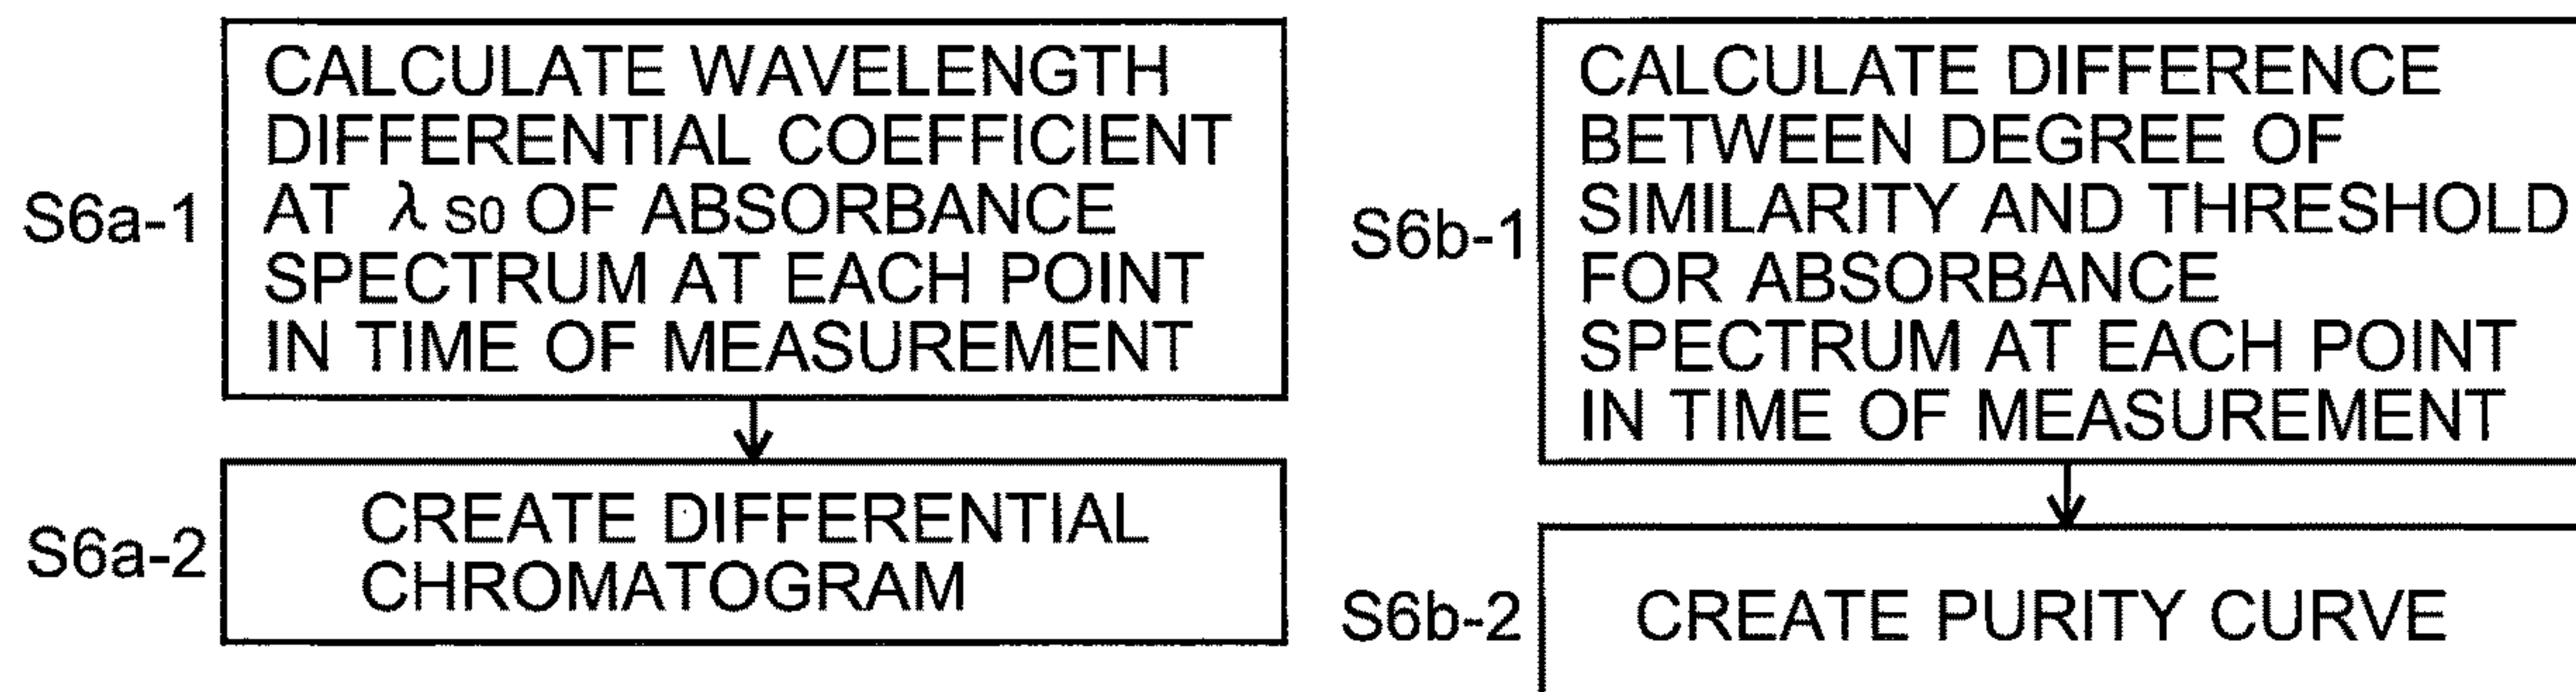 S6a-1
CALCULATE WAVELENGTH
DIFFERENTIAL COEFFICIENT
AT λS0 OF ABSORBANCE
SPECTRUM AT EACH POINT
IN TIME OF MEASUREMENT
S6a-2
CREATE DIFFERENTIAL
CHROMATOGRAM
S6b-1
CALCULATE DIFFERENCE
BETWEEN DEGREE OF
SIMILARITY AND THRESHOLD
FOR ABSORBANCE
SPECTRUM AT EACH POINT
IN TIME OF MEASUREMENT
S6b-2
CREATE PURITY CURVE